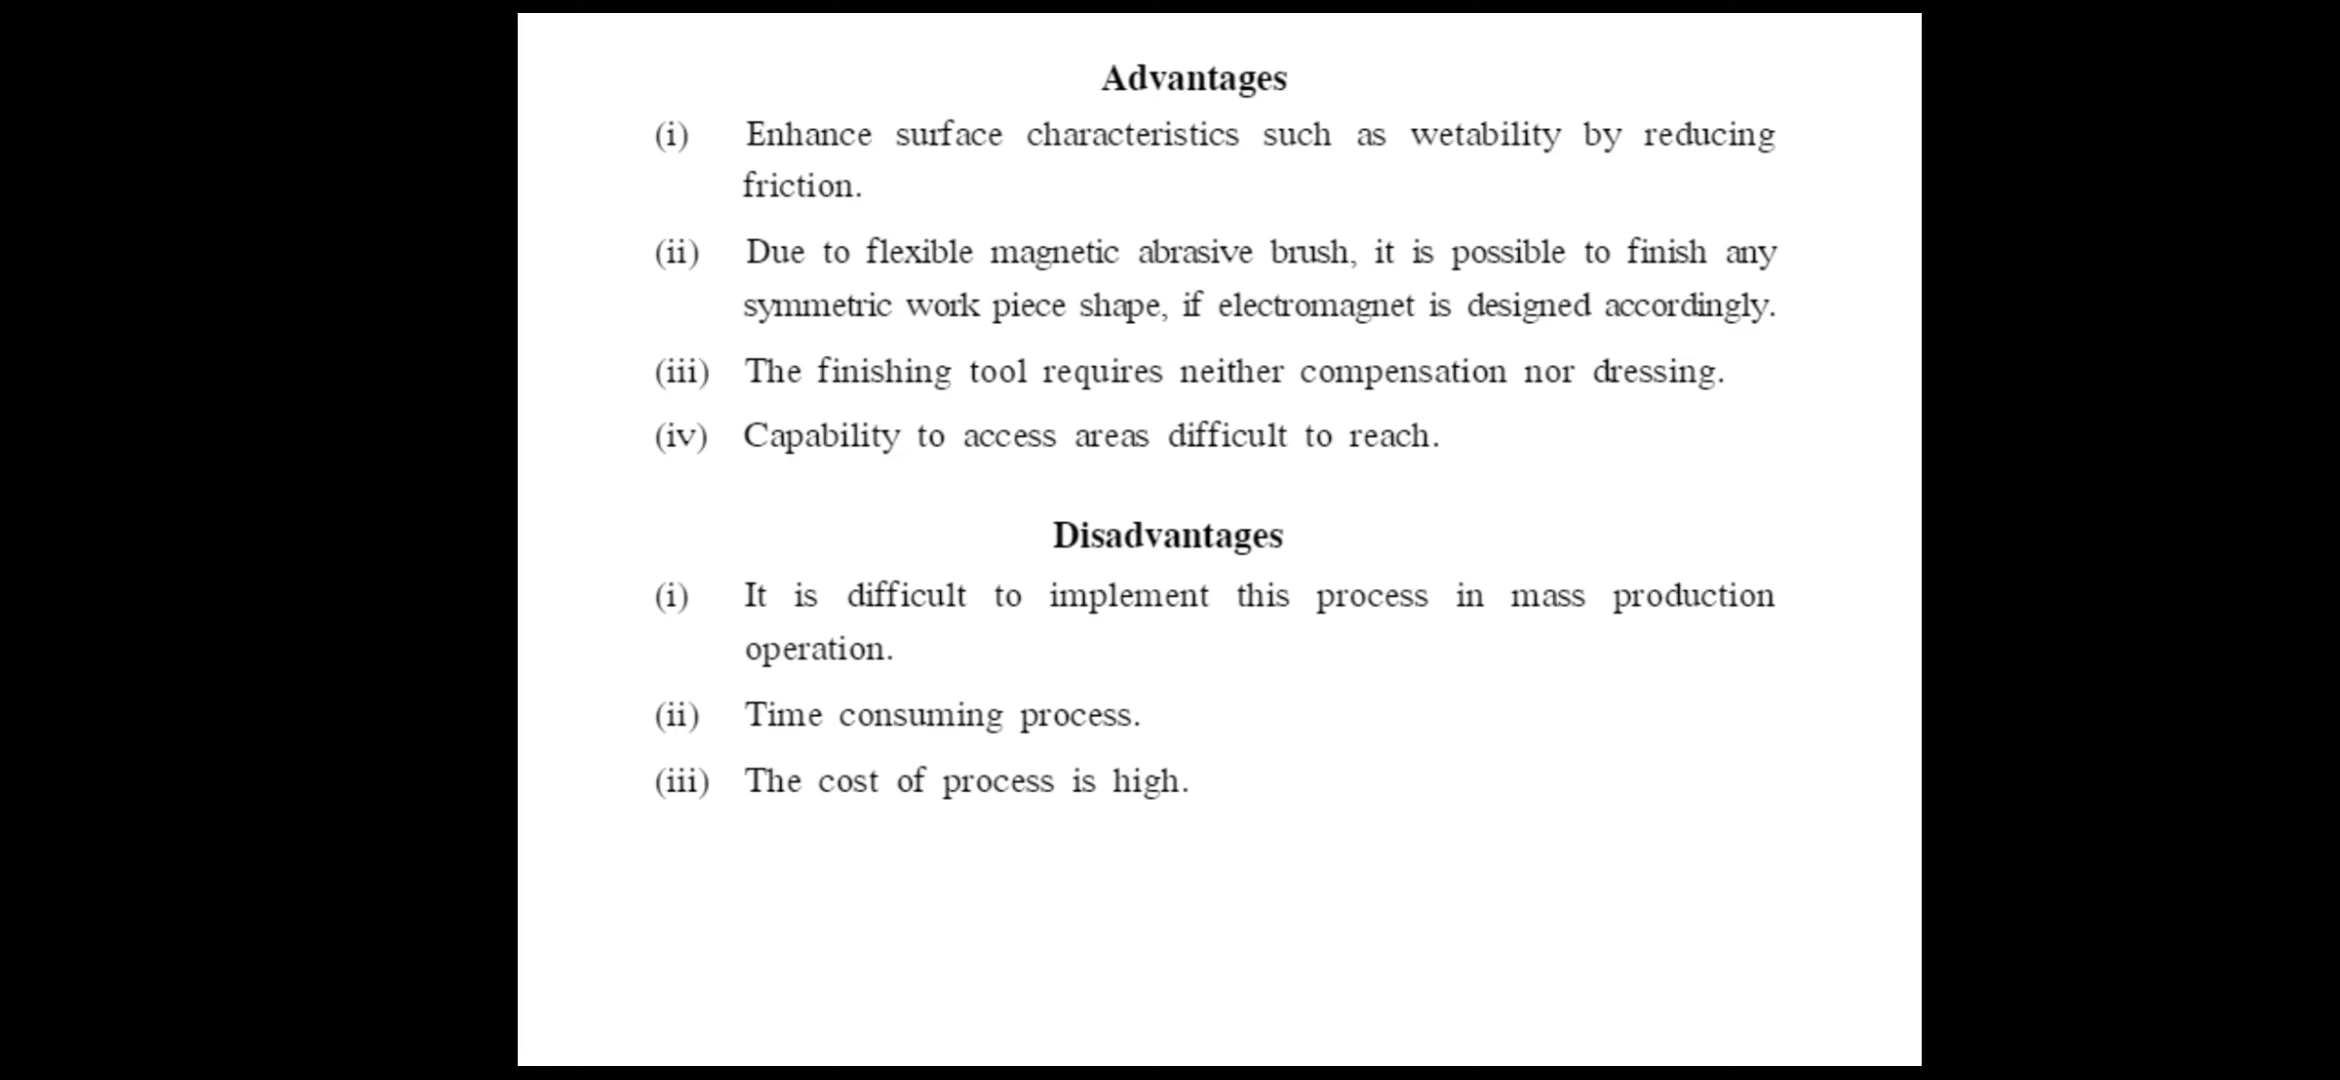 Advantages
(i) Enhance surface characteristics such as wetability by reducing
friction.
(ii) Due to flexible magnetic abrasive brush, it is possible to finish any
symmetric work piece shape, if electromagnet is designed accordingly.
(iii) The finishing tool requires neither compensation nor dressing.
(iv) Capability to access areas difficult to reach.
Disadvantages
(i) It is difficult to implement this process in mass production
operation.
(ii) Time consuming process.
(iii) The cost of process is high.